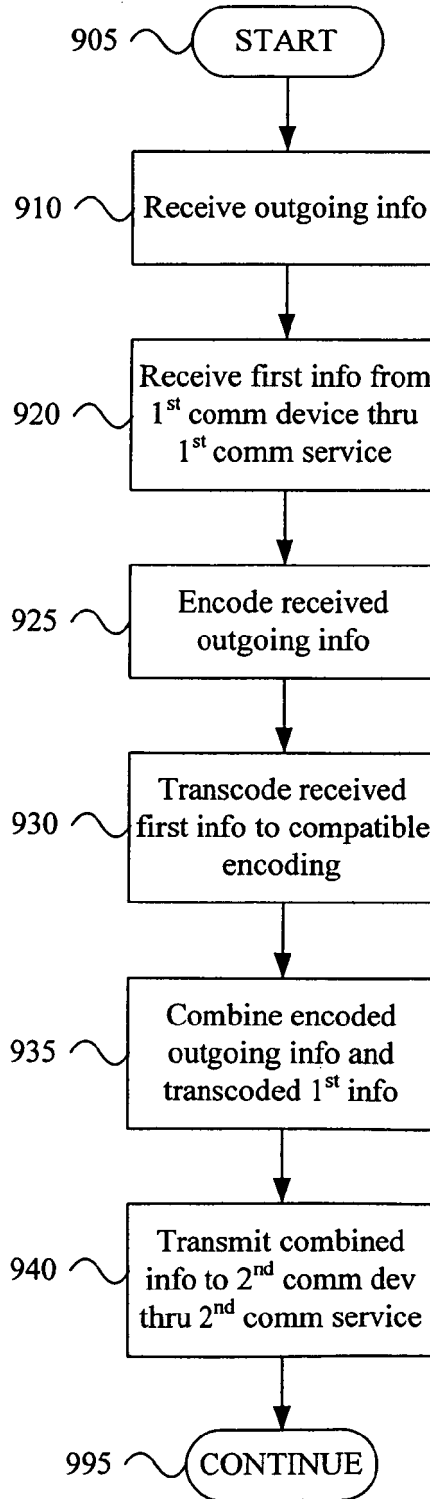 905 START
910 Receive outgoing info
Receive first info from
920 1st comm device thru
1st comm service
925 Encode received
outgoing info
Transcode received
930 first info to compatible
encoding
Combine encoded
935 outgoing info and
transcoded 1st info
Transmit combined
940 info to 2nd comm dev
thru 2nd comm service
995 CONTINUE